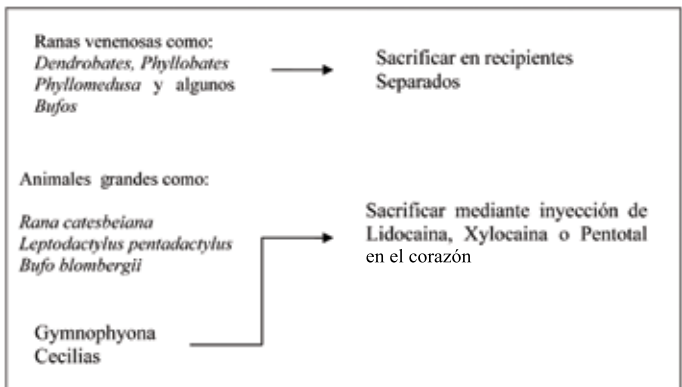 Ranas venenosas como:
Dendrobates, Phyllobates
Phyllomedusa y algunos
Bufos
Sacrificar en recipientes
Separados
Animales grandes como:
Rana catesbeiana
Leptodactylus pentadactylus
Bufo blombergii
Sacrificar mediante inyección de
Lidocaina, Xylocaina o Pentotal
en el corazón
Gymnophyona
Cecilias